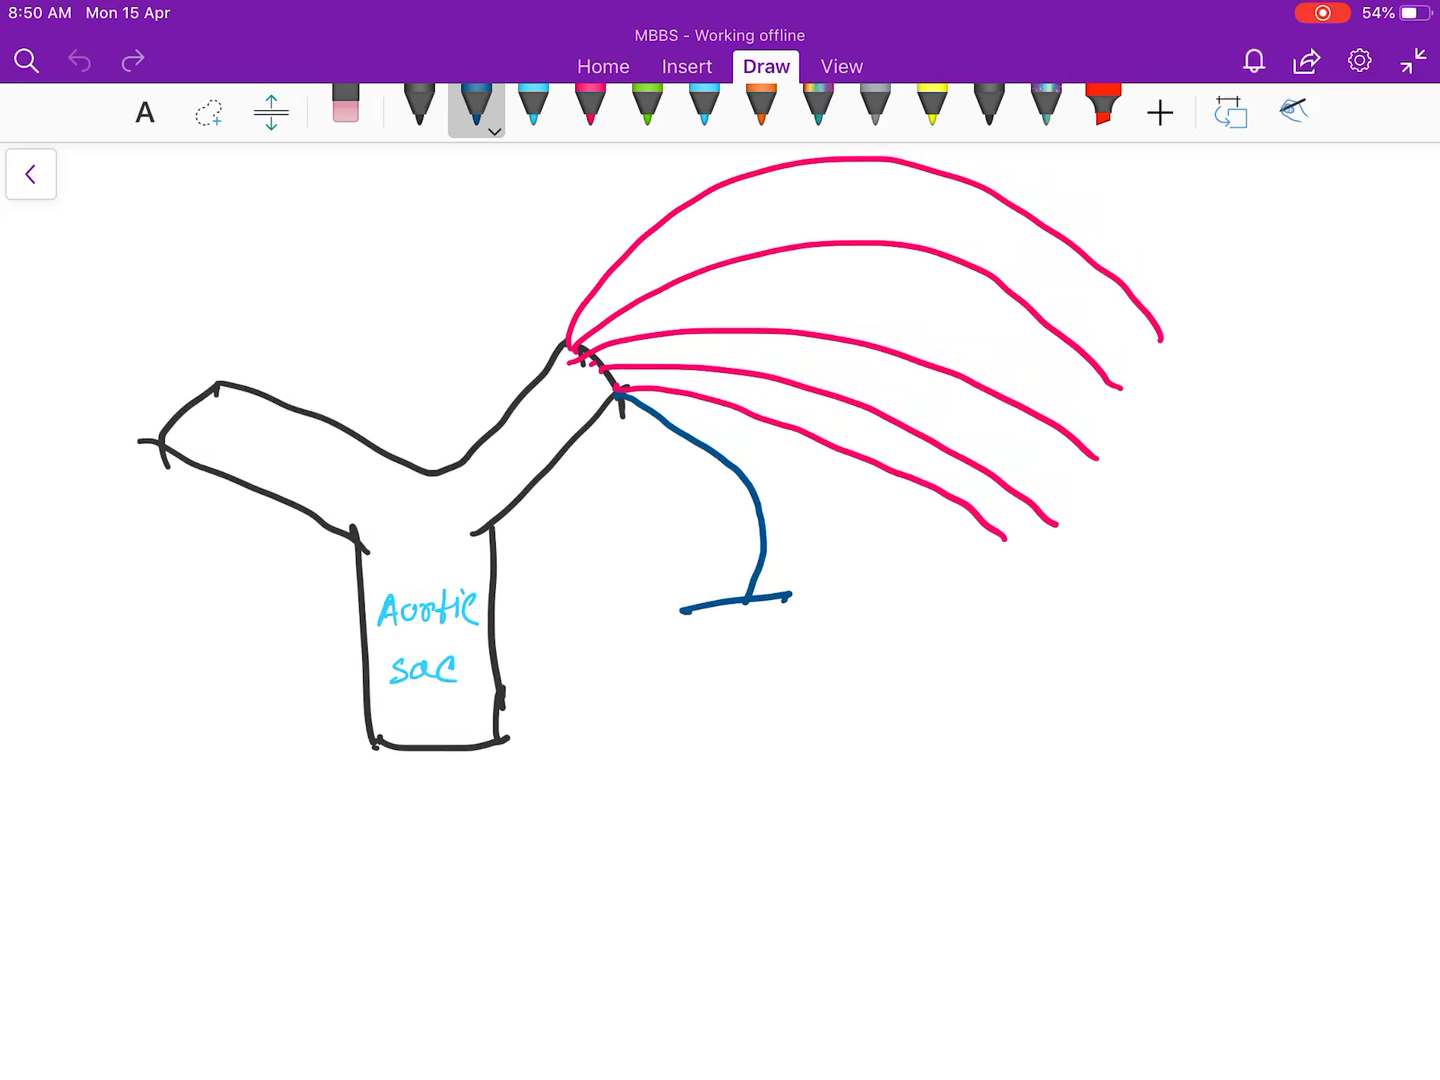 8:50 AM Mon 15 Apr
54%
MBBS - Working offline
Home Insert Draw View
A
Aortic
sac